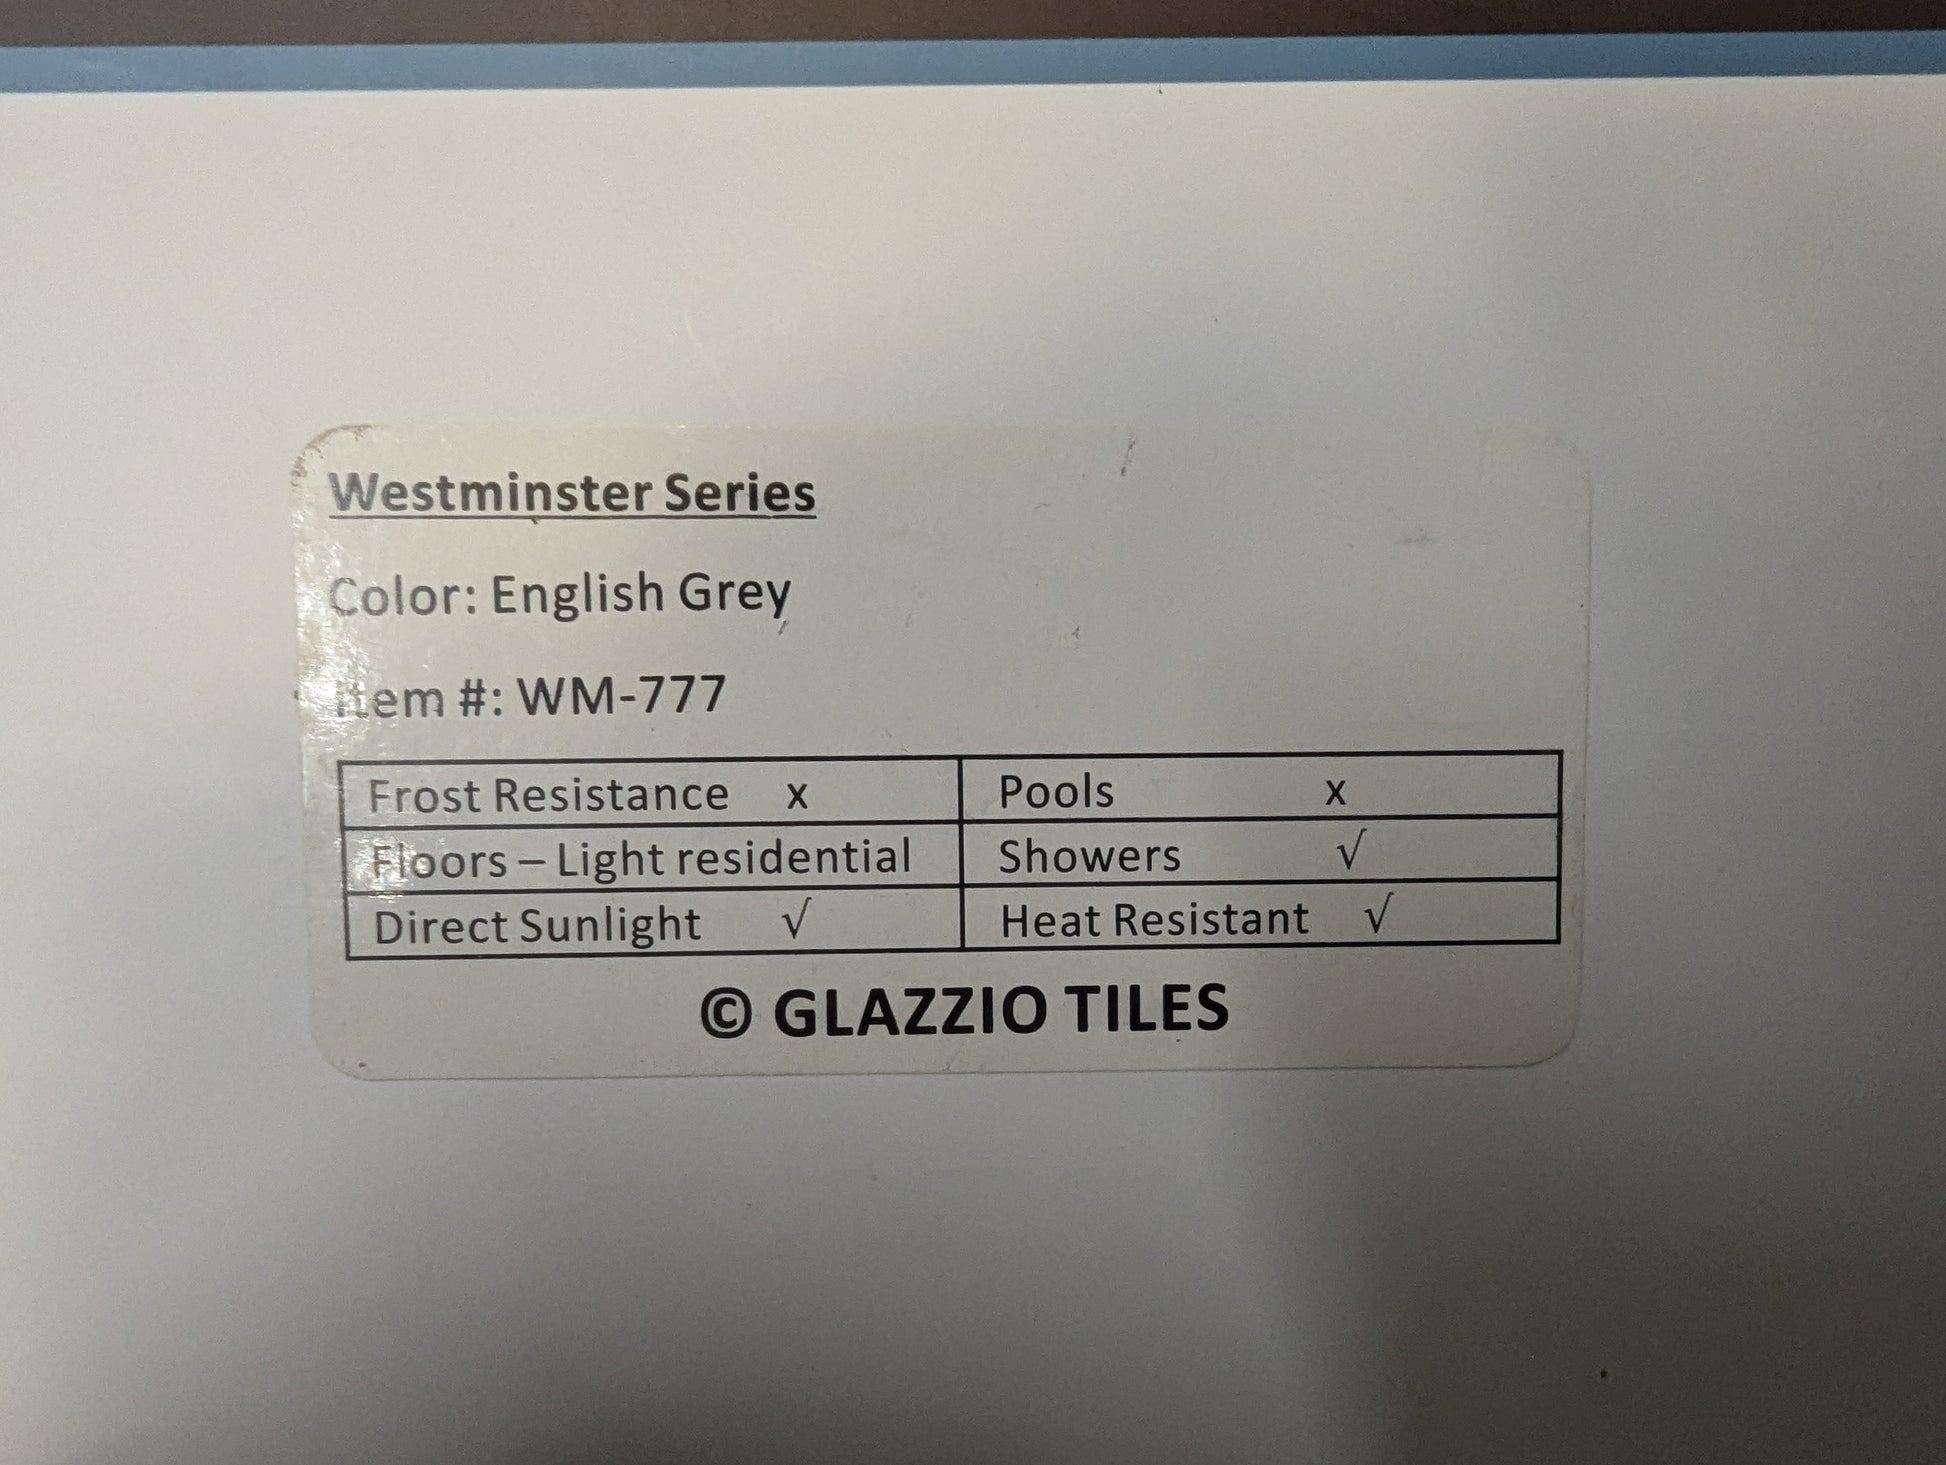 Westminster Series
Color: English Grey
Item #: WM-777
Frost Resistance x Pools x
Floors – Light residential Showers √
Direct Sunlight √ Heat Resistant √
© GLAZZIO TILES